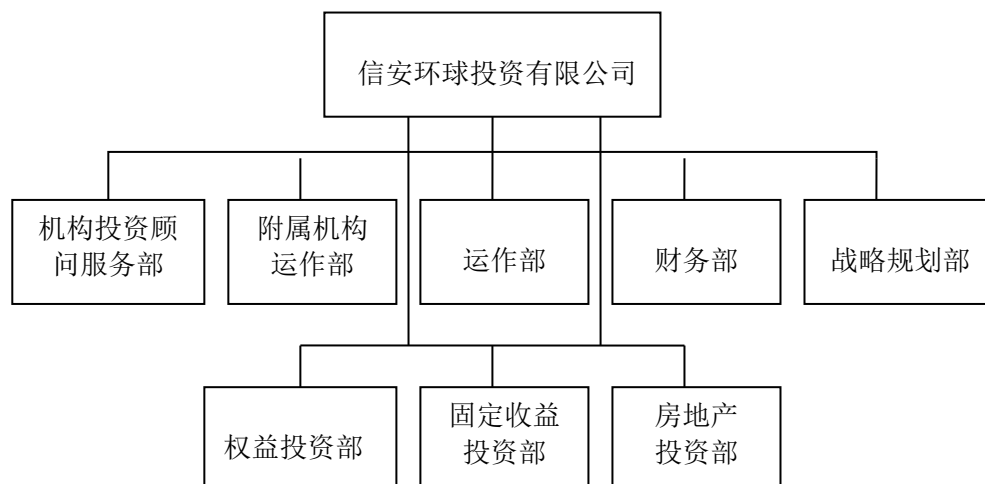 信安环球投资有限公司
机构投资顾
问服务部
附属机构
运作部
运作部
财务部
战略规划部
权益投资部
固定收益
投资部
房地产
投资部